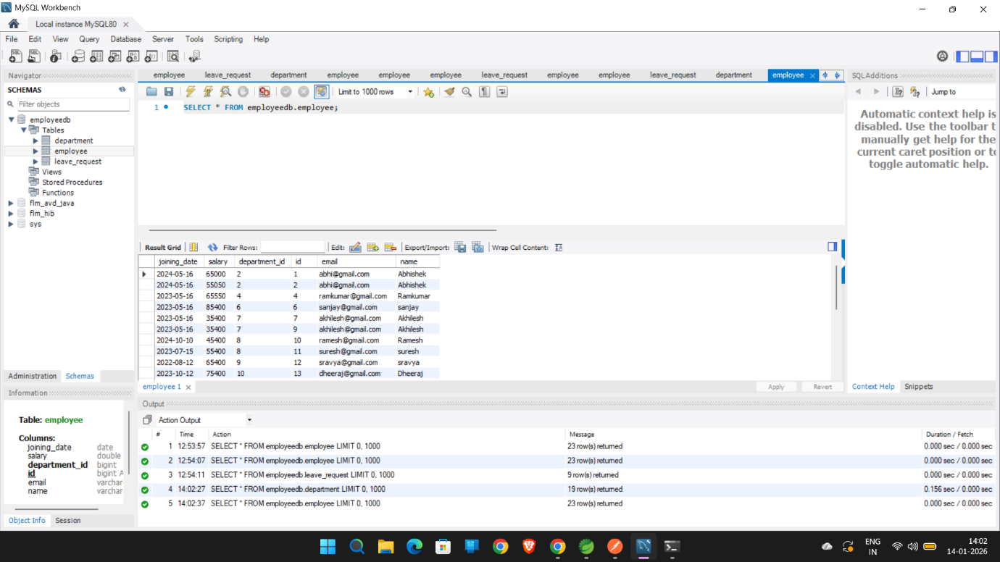 MySQL Workbench
Local instance MySQL80
File Edit View Query Database Server Tools Scripting Help
Navigator
SCHEMAS
Filter objects
employeedb
Tables
department
employee
leave_request
Views
Stored Procedures
Functions
flm_avd_java
flm_hib
sys
Administration Schemas
Information
Table: employee
Columns:
joining_date date
salary double
department_id bigint
id bigint A
email varchar
name varchar
Object Info Session
employee leave_request department employee employee employee leave_request employee employee leave_request department employee
Limit to 1000 rows
1 SELECT * FROM employeedb.employee;
Result Grid Filter Rows: Edit: Export/Import: Wrap Cell Content:
joining_date salary department_id id email name
2024-05-16 65000 2 1 abhi@gmail.com Abhishek
2024-05-16 55050 2 2 abhi@gmail.com Abhishek
2023-05-16 65550 4 4 ramkumar@gmail.com Ramkumar
2023-05-16 85400 6 6 sanjay@gmail.com sanjay
2023-05-16 35400 7 7 akhilesh@gmail.com Akhilesh
2023-05-16 35400 7 9 akhilesh@gmail.com Akhilesh
2024-10-10 45400 8 10 ramesh@gmail.com Ramesh
2023-07-15 55400 8 11 suresh@gmail.com suresh
2022-08-12 65400 9 12 sravya@gmail.com sravya
2023-10-12 75400 10 13 dheeraj@gmail.com Dheeraj
employee 1
Apply Revert
Output
Action Output
# Time Action Message Duration / Fetch
1 12:53:57 SELECT * FROM employeedb.employee LIMIT 0, 1000 23 row(s) returned 0.000 sec / 0.000 sec
2 12:54:07 SELECT * FROM employeedb.employee LIMIT 0, 1000 23 row(s) returned 0.000 sec / 0.000 sec
3 12:54:11 SELECT * FROM employeedb.leave_request LIMIT 0, 1000 9 row(s) returned 0.000 sec / 0.000 sec
4 14:02:27 SELECT * FROM employeedb.department LIMIT 0, 1000 19 row(s) returned 0.156 sec / 0.000 sec
5 14:02:37 SELECT * FROM employeedb.employee LIMIT 0, 1000 23 row(s) returned 0.000 sec / 0.000 sec
SQLAdditions
Jump to
Automatic context help is
disabled. Use the toolbar t
manually get help for the
current caret position or to
toggle automatic help.
Context Help Snippets
ENG
IN
14:02
14-01-2026